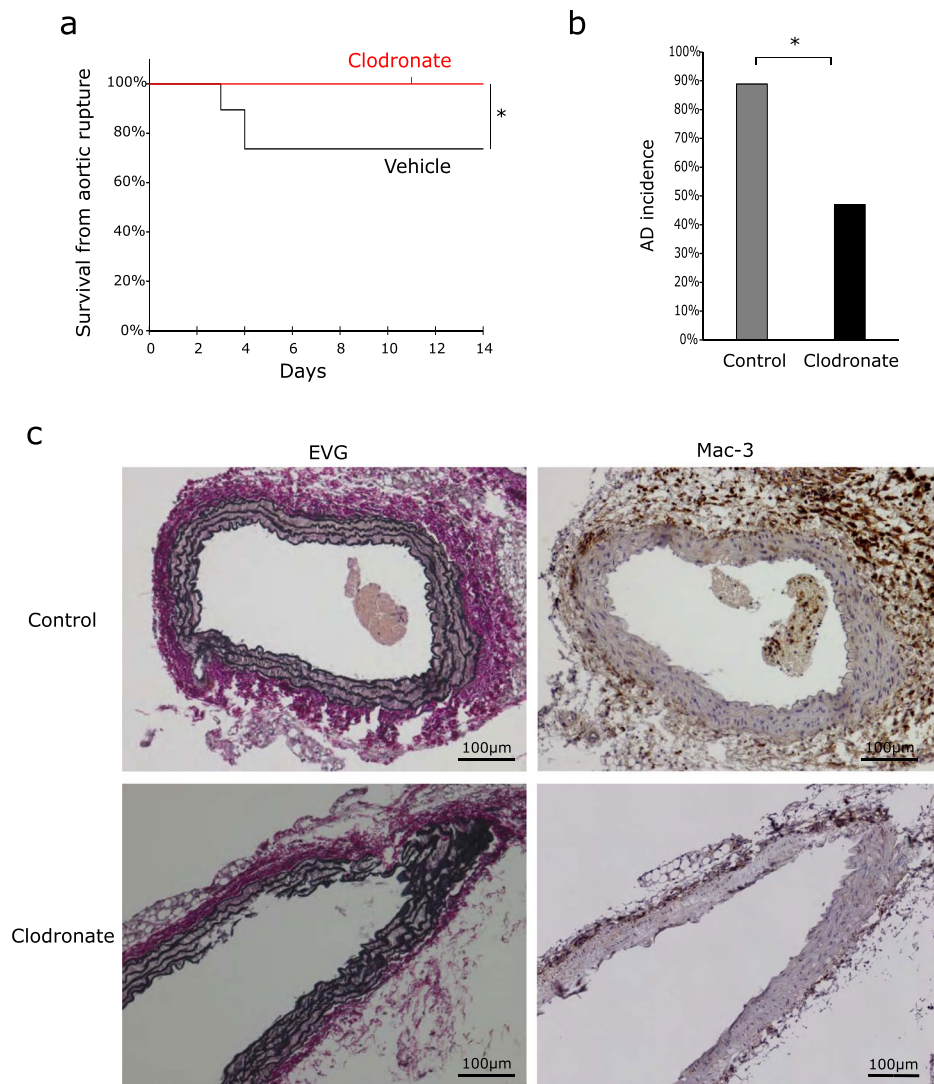 a
Survival from aortic rupture
100%
80%
60%
40%
20%
0%
Clodronate
*
Vehicle
0 2 4 6 8 10 12 14
Days
b
AD incidence
100%
90%
80%
70%
60%
50%
40%
30%
20%
10%
0%
*
Control Clodronate
c
EVG Mac-3
Control
100µm 100µm
Clodronate
100µm 100µm